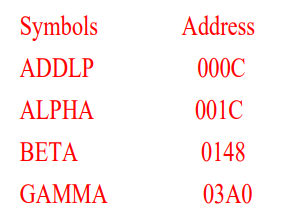 Symbols Address
ADDLP 000C
ALPHA 001C
BETA 0148
GAMMA 03A0